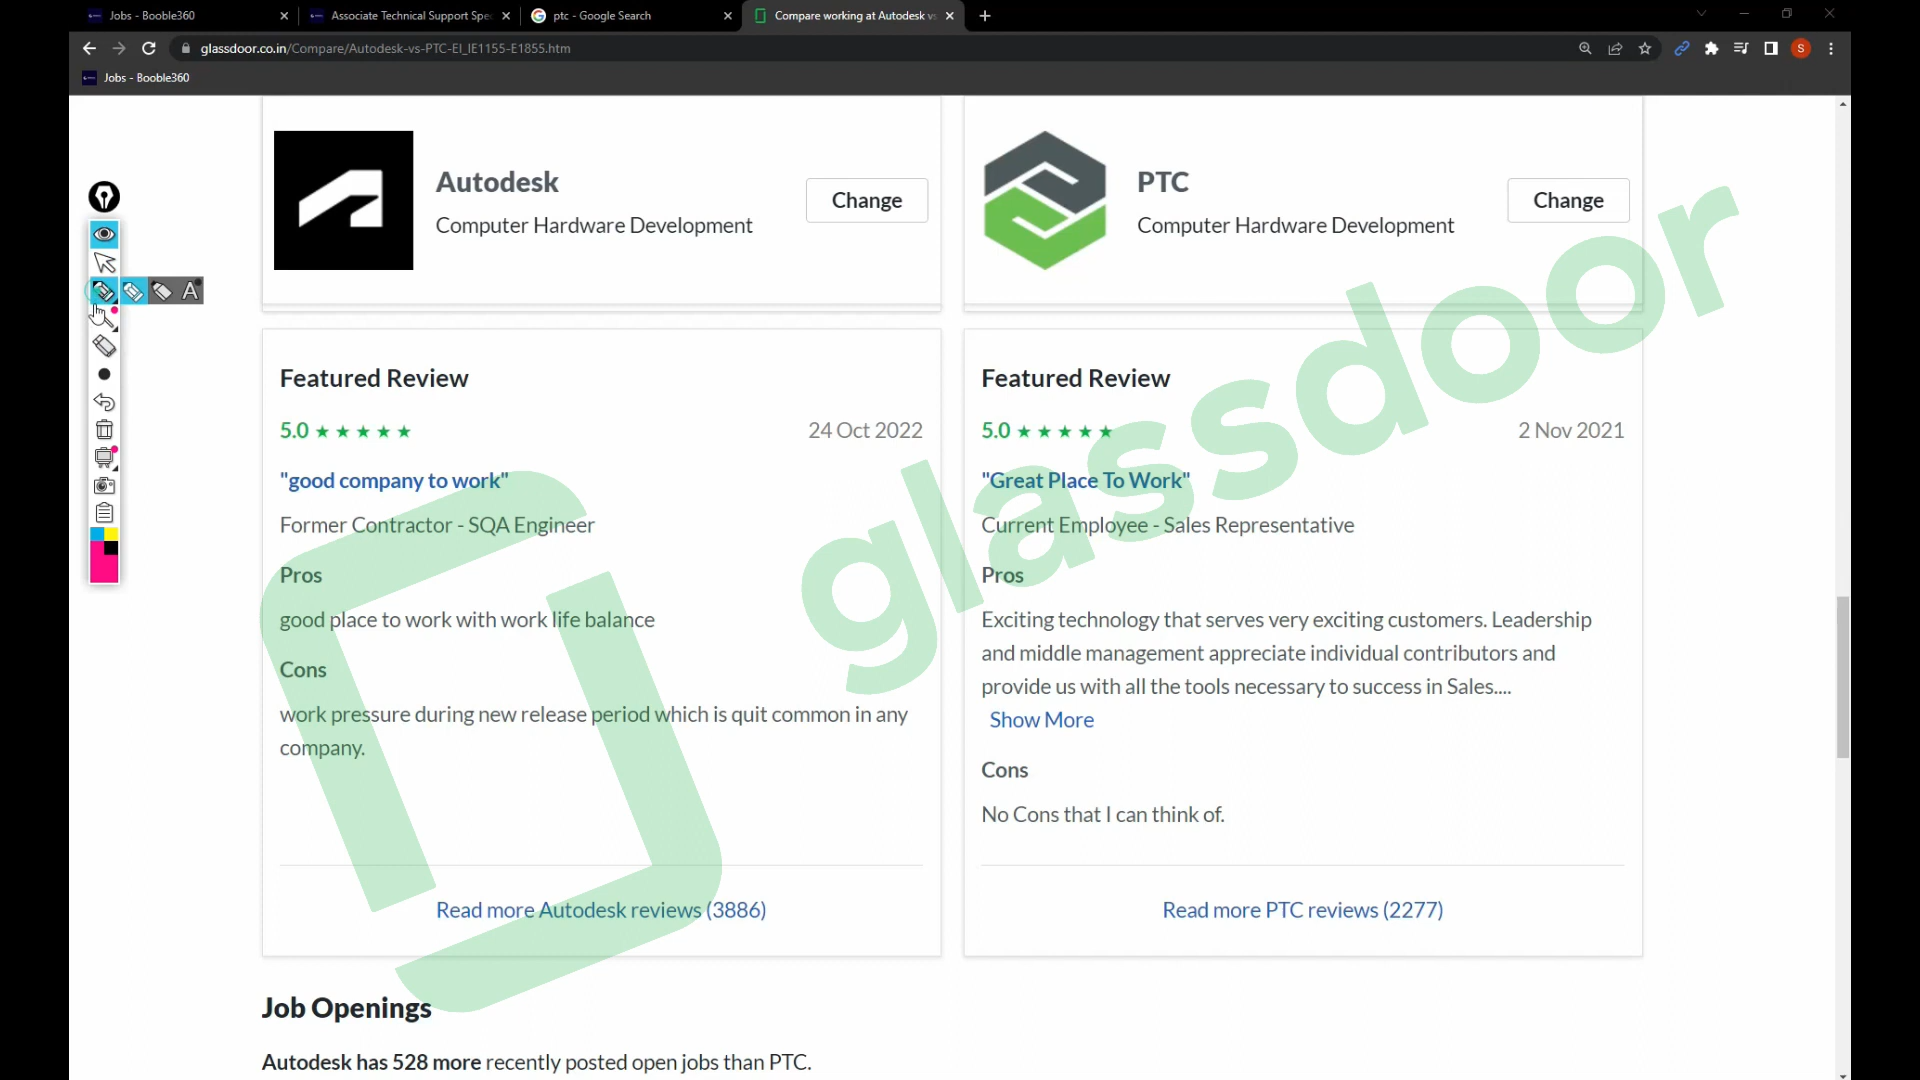 Jobs - Booble360
Associate Technical Support Spe
ptc - Google Search
Compare working at Autodesk vs
glassdoor.co.in/Compare/Autodesk-vs-PTC-EI_IE1155-E1855.htm
S
Jobs - Booble360
Autodesk
Computer Hardware Development
Change
PTC
Computer Hardware Development
Change
A
Featured Review
5.0 ★ ★ ★ ★ ★
24 Oct 2022
"good company to work"
Former Contractor - SQA Engineer
Pros
good place to work with work life balance
Cons
work pressure during new release period which is quit common in any
company.
Read more Autodesk reviews (3886)
Featured Review
5.0 ★ ★ ★ ★ ★
2 Nov 2021
"Great Place To Work"
Current Employee - Sales Representative
Pros
Exciting technology that serves very exciting customers. Leadership
and middle management appreciate individual contributors and
provide us with all the tools necessary to success in Sales....
Show More
Cons
No Cons that I can think of.
Read more PTC reviews (2277)
glassdoor
Job Openings
Autodesk has 528 more recently posted open jobs than PTC.